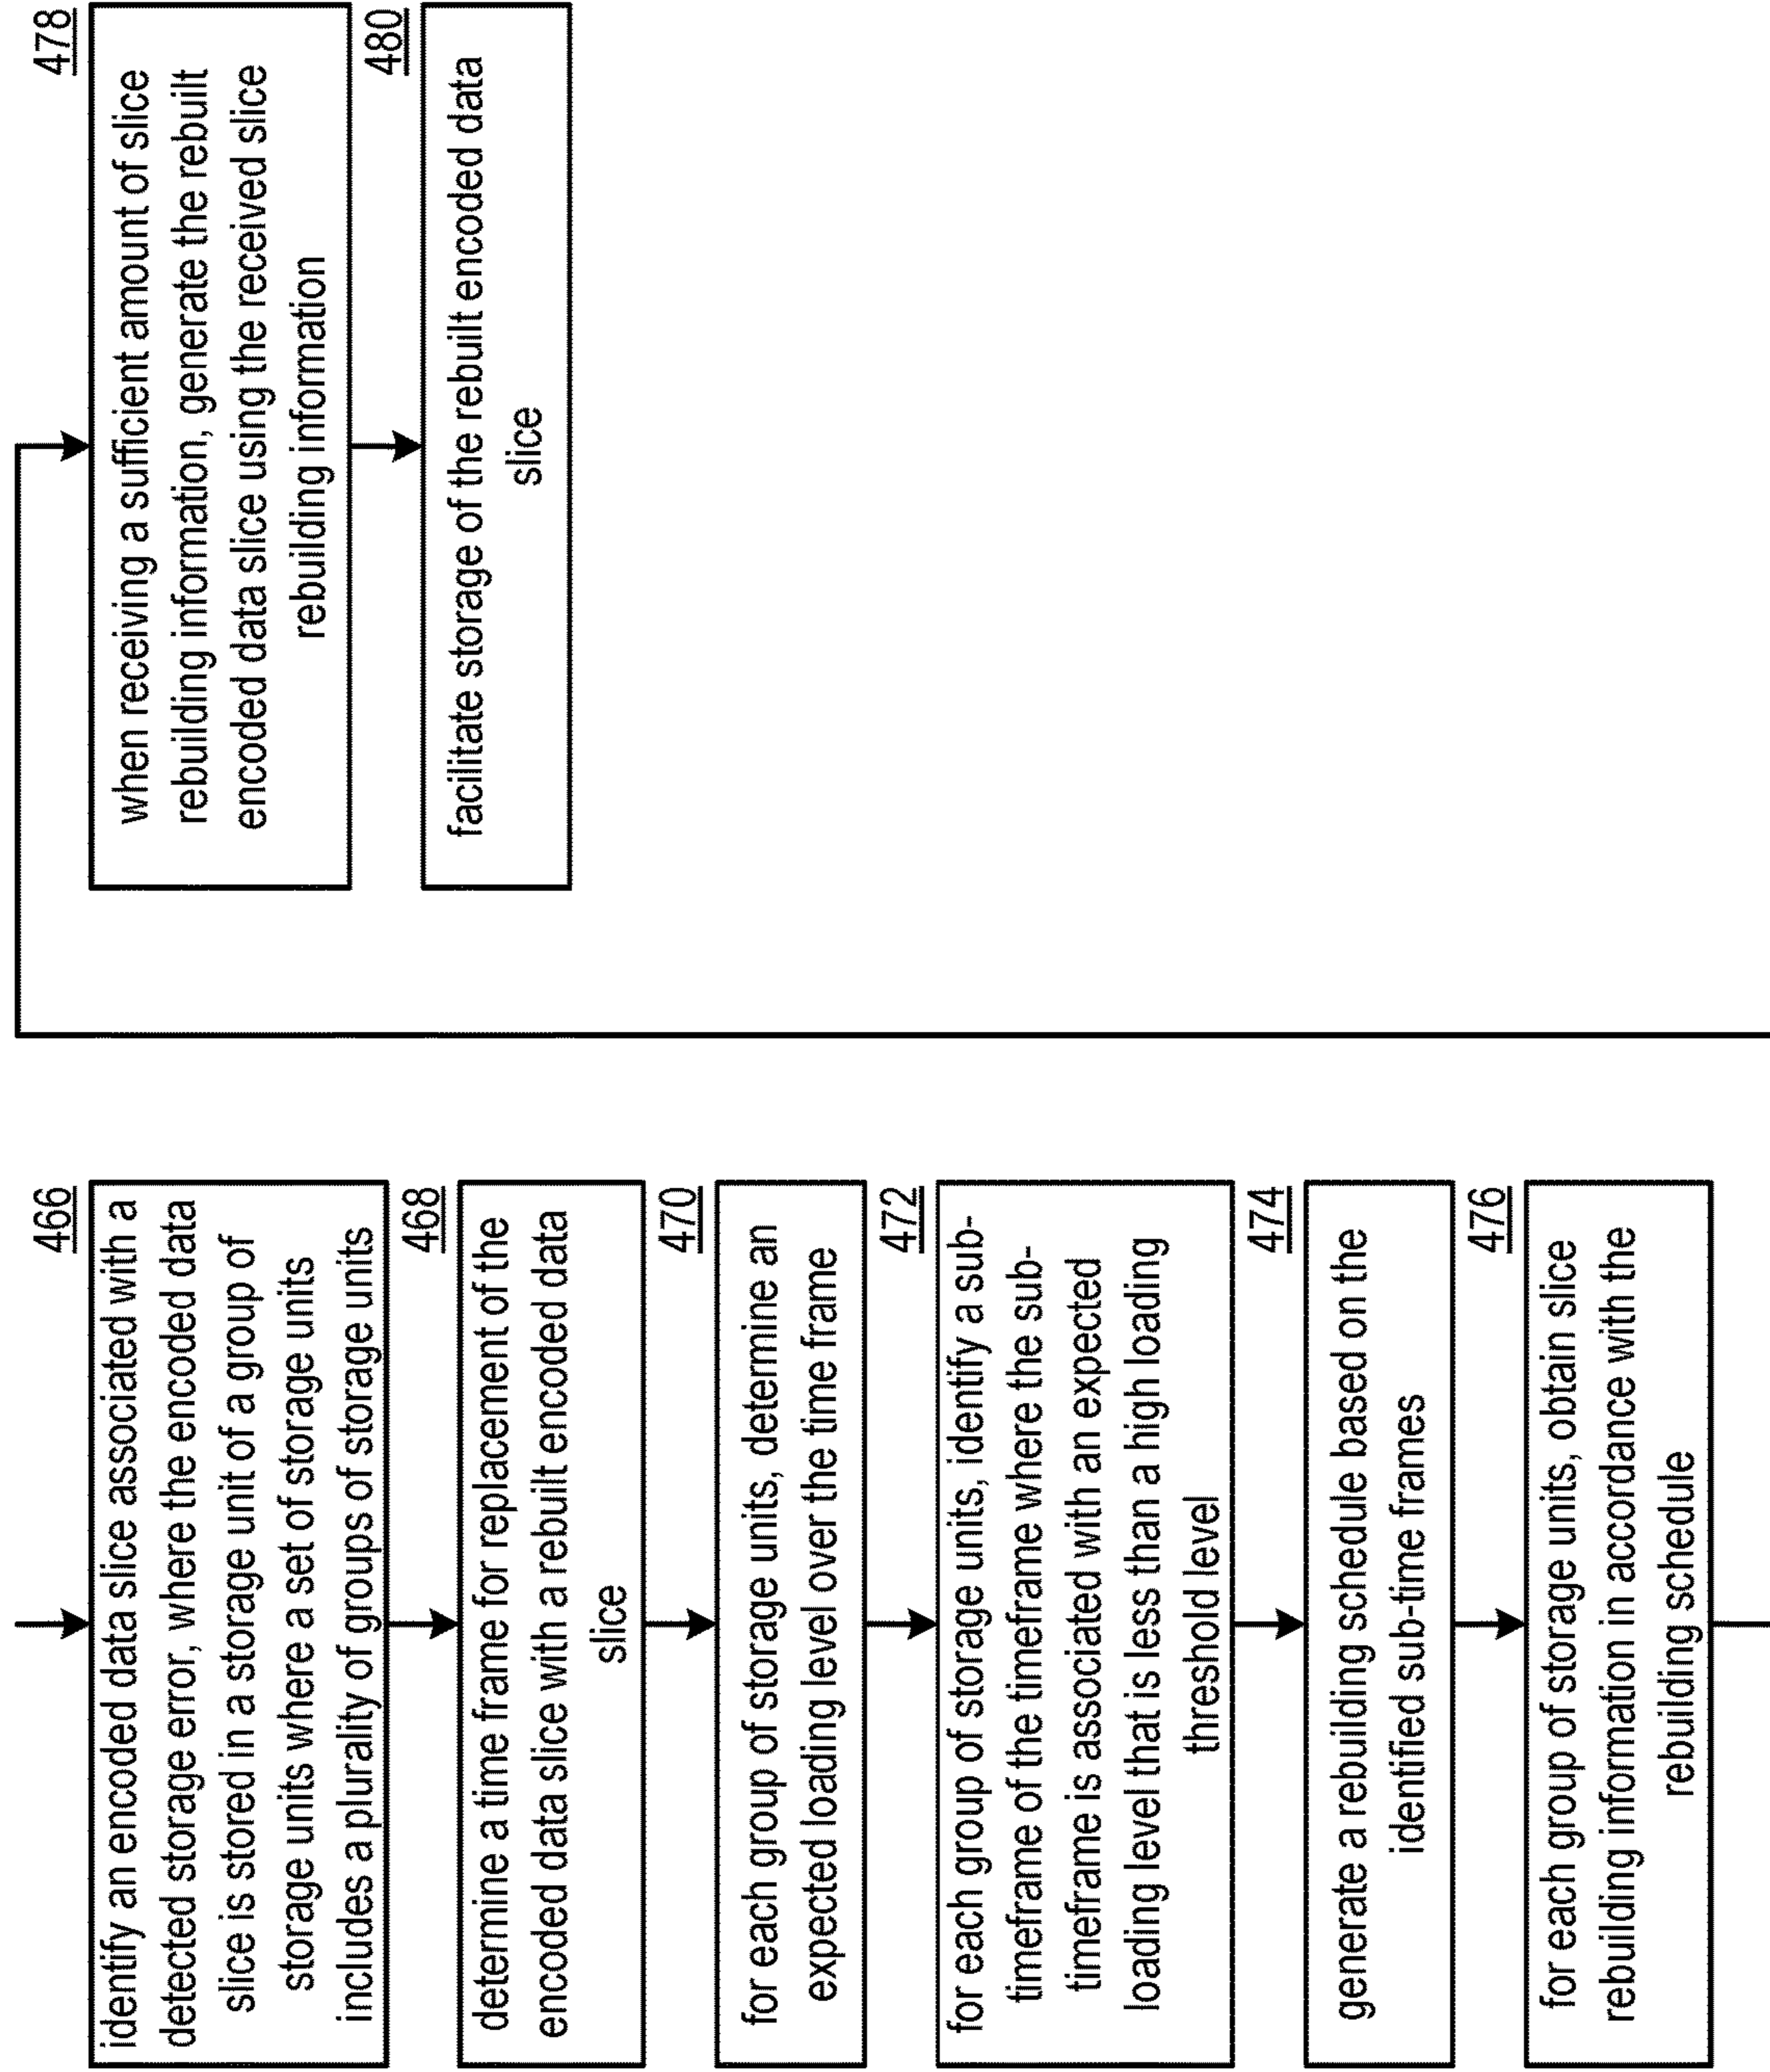 466
identify an encoded data slice associated with a
detected storage error, where the encoded data
slice is stored in a storage unit of a group of
storage units where a set of storage units
includes a plurality of groups of storage units
468
determine a time frame for replacement of the
encoded data slice with a rebuilt encoded data
slice
470
for each group of storage units, determine an
expected loading level over the time frame
472
for each group of storage units, identify a sub-
timeframe of the timeframe where the sub-
timeframe is associated with an expected
loading level that is less than a high loading
threshold level
474
generate a rebuilding schedule based on the
identified sub-time frames
476
for each group of storage units, obtain slice
rebuilding information in accordance with the
rebuilding schedule
478
when receiving a sufficient amount of slice
rebuilding information, generate the rebuilt
encoded data slice using the received slice
rebuilding information
480
facilitate storage of the rebuilt encoded data
slice